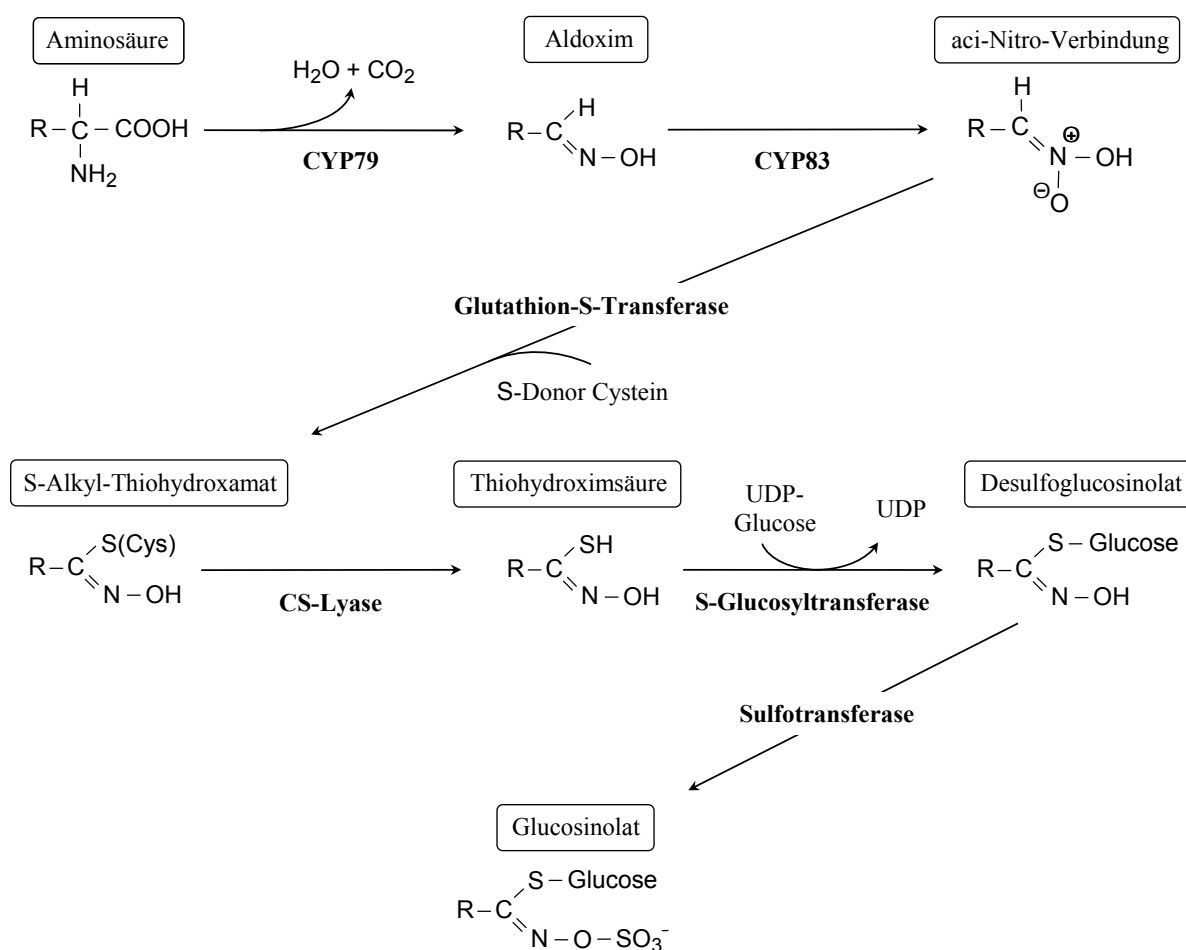 Aminosäure
Aldoxim
aci-Nitro-Verbindung
H₂O + CO₂
H
R – C – COOH
NH₂
CYP79
H
R – C
N – OH
CYP83
H
R – C
⊕
N – OH
⊖
O
Glutathion-S-Transferase
S-Donor Cystein
S-Alkyl-Thiohydroxamat
Thiohydroximsäure
Desulfoglucosinolat
UDP-
Glucose
UDP
S(Cys)
R – C
N – OH
CS-Lyase
SH
R – C
N – OH
S-Glucosyltransferase
S – Glucose
R – C
N – OH
Sulfotransferase
Glucosinolat
S – Glucose
R – C
N – O – SO₃⁻